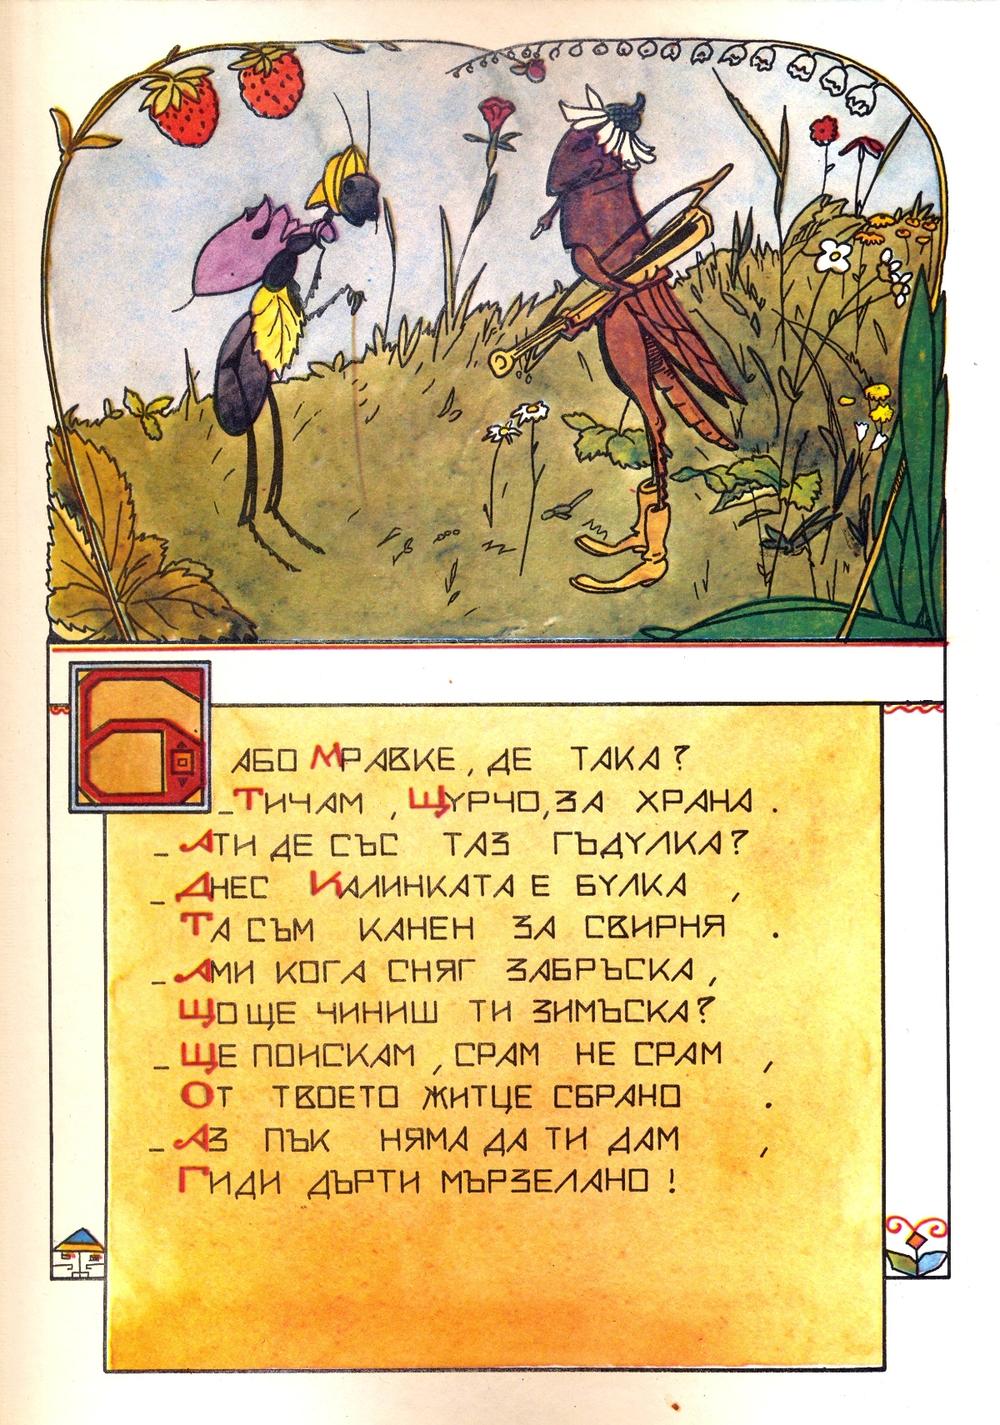 БАБО МРАВКЕ, ДЕ ТАКА?
_ ТИЧАМ, ЩУРЧО, ЗА ХРАНА.
_ АТИ ДЕ СЪС ТАЗ ГЪДУЛКА?
_ ДНЕС КАЛИНКАТА Е БУЛКА,
ТА СЪМ КАНЕН ЗА СВИРНЯ.
_ АМИ КОГА СНЯГ ЗАБРЪСКА,
ЩО ЩЕ ЧИНИШ ТИ ЗИМЪСКА?
_ ЩЕ ПОИСКАМ, СРАМ НЕ СРАМ,
ОТ ТВОЕТО ЖИТЦЕ СБРАНО.
_ АЗ ПЪК НЯМА ДА ТИ ДАМ,
ГИДИ ДЪРТИ МЪРЗЕЛАНО!